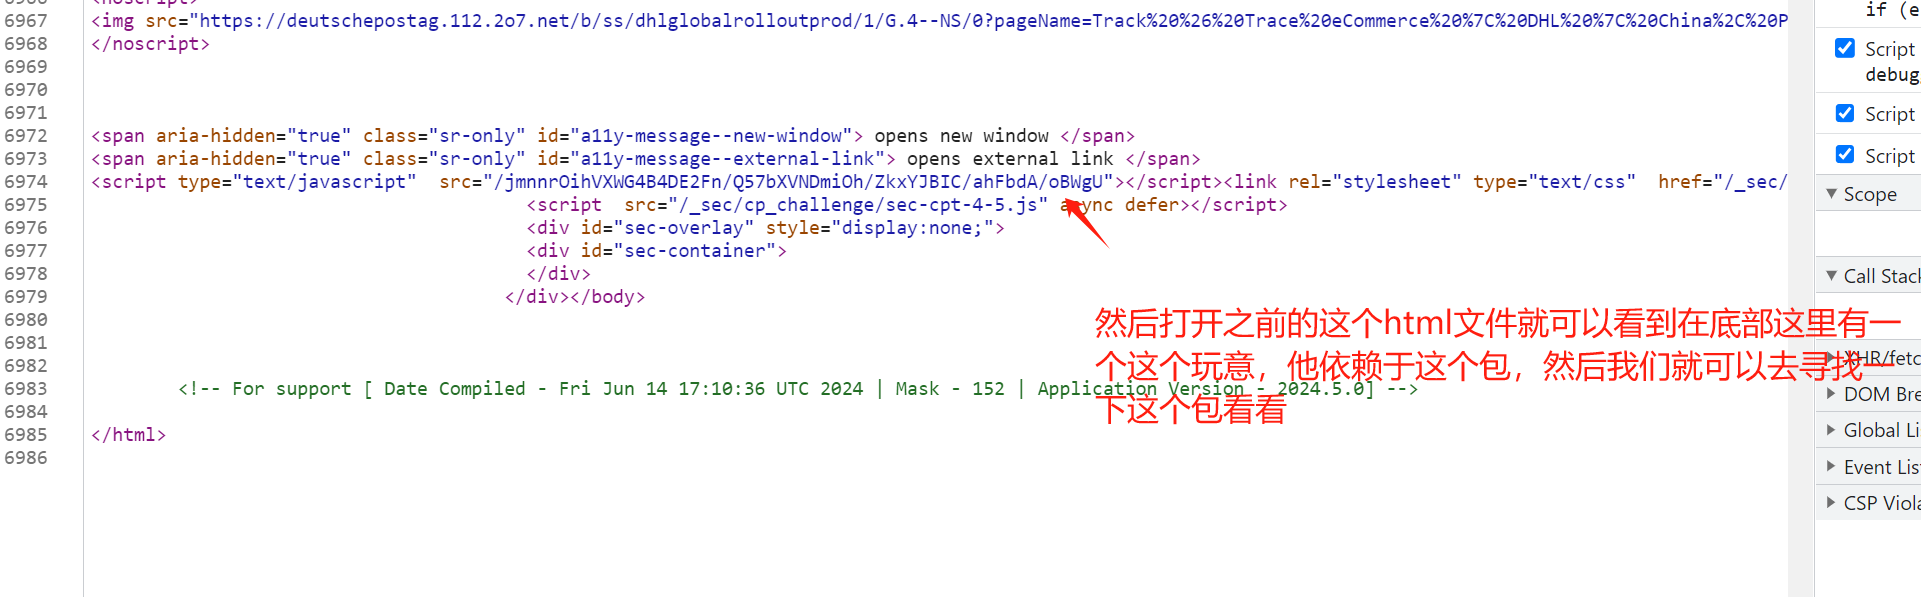 6966 <noscript>
6967 <img src="https://deutschepostag.112.2o7.net/b/ss/dhlglobalrolloutprod/1/G.4--NS/0?pageName=Track%20%26%20Trace%20eCommerce%20%7C%20DHL%20%7C%20China%2C%20P
6968 </noscript>
6969
6970
6971
6972 <span aria-hidden="true" class="sr-only" id="a11y-message--new-window"> opens new window </span>
6973 <span aria-hidden="true" class="sr-only" id="a11y-message--external-link"> opens external link </span>
6974 <script type="text/javascript"  src="/jmnnrOihVXWG4B4DE2Fn/Q57bXVNDmiOh/ZkxYJBIC/ahFbdA/oBWgU"></script><link rel="stylesheet" type="text/css"  href="/_sec/
6975 <script  src="/_sec/cp_challenge/sec-cpt-4-5.js" async defer></script>
6976 <div id="sec-overlay" style="display:none;">
6977 <div id="sec-container">
6978 </div>
6979 </div></body>
6980
6981
6982
6983 <!-- For support [ Date Compiled - Fri Jun 14 17:10:36 UTC 2024 | Mask - 152 | Application Version - 2024.5.0] -->
6984
6985 </html>
6986
然后打开之前的这个html文件就可以看到在底部这里有一
个这个玩意，他依赖于这个包，然后我们就可以去寻找一
下这个包看看
if (e
Script
debug
Script
Script
Scope
Call Stack
XHR/fetc
DOM Bre
Global Li
Event List
CSP Viola